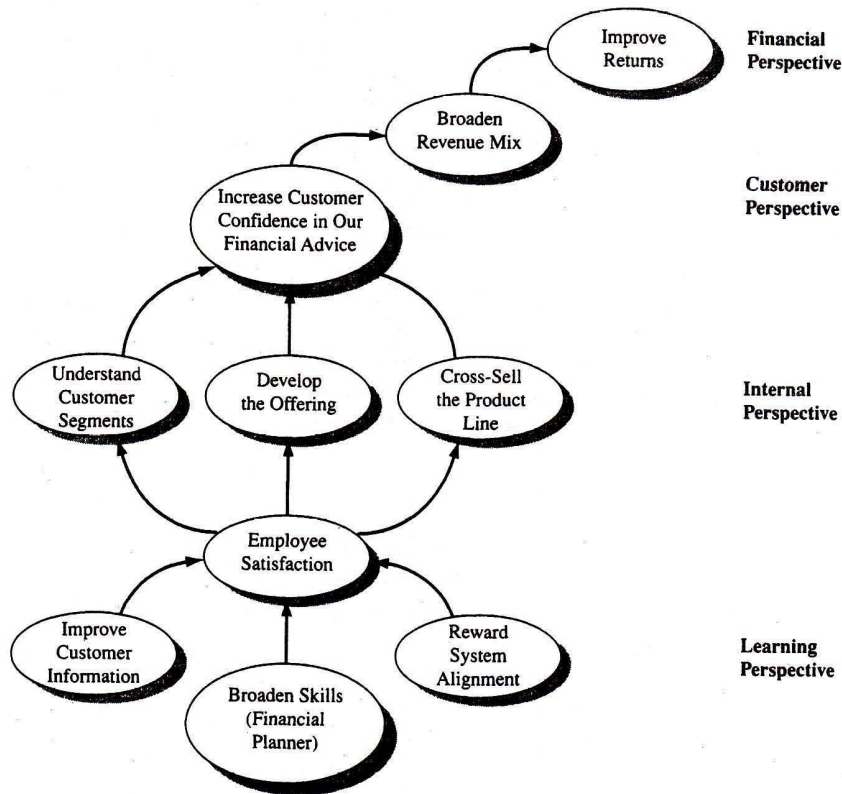 Improve
Returns
Financial
Perspective
Broaden
Revenue Mix
Increase Customer
Confidence in Our
Financial Advice
Customer
Perspective
Understand
Customer
Segments
Develop
the Offering
Cross-Sell
the Product
Line
Internal
Perspective
Employee
Satisfaction
Improve
Customer
Information
Broaden Skills
(Financial
Planner)
Reward
System
Alignment
Learning
Perspective